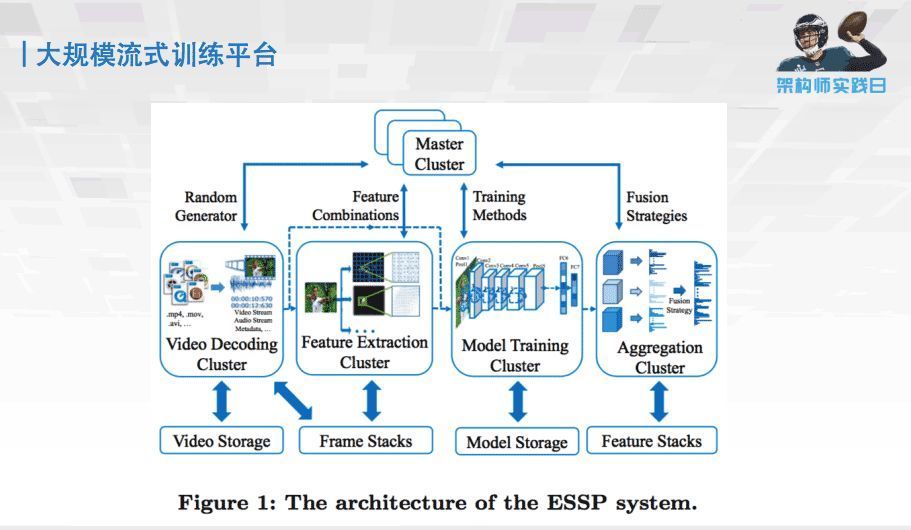 大规模流式训练平台
架构师实践日
Master
Cluster
Random
Generator
Feature
Combinations
Training
Methods
Fusion
Strategies
.mp4, .mov,
.avi, ...
00:00:10:570
00:00:12:630
Video Stream
Audio Stream
Metadata, ...
Video Decoding
Cluster
Feature Extraction
Cluster
Conv1
Pool1
Conv2
Conv3
Conv4
Conv5
Pool5
FC6
FC7
Model Training
Cluster
Fusion
Strategy
Aggregation
Cluster
Video Storage
Frame Stacks
Model Storage
Feature Stacks
Figure 1: The architecture of the ESSP system.